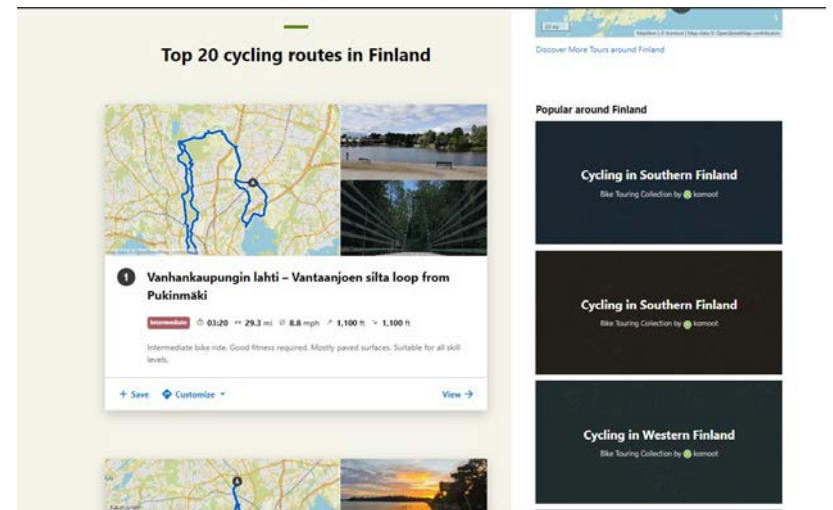 Top 20 cycling routes in Finland
1
Vanhankaupungin lahti – Vantaanjoen silta loop from
Pukinmäki
Intermediate 03:20 29.3 mi 8.8 mph 1,100 ft 1,100 ft
Intermediate bike ride. Good fitness required. Mostly paved surfaces. Suitable for all skill
levels.
+ Save Customize View →
20 mi
Discover More Tours around Finland
Popular around Finland
Cycling in Southern Finland
Bike Touring Collection by komoot
Cycling in Southern Finland
Bike Touring Collection by komoot
Cycling in Western Finland
Bike Touring Collection by komoot